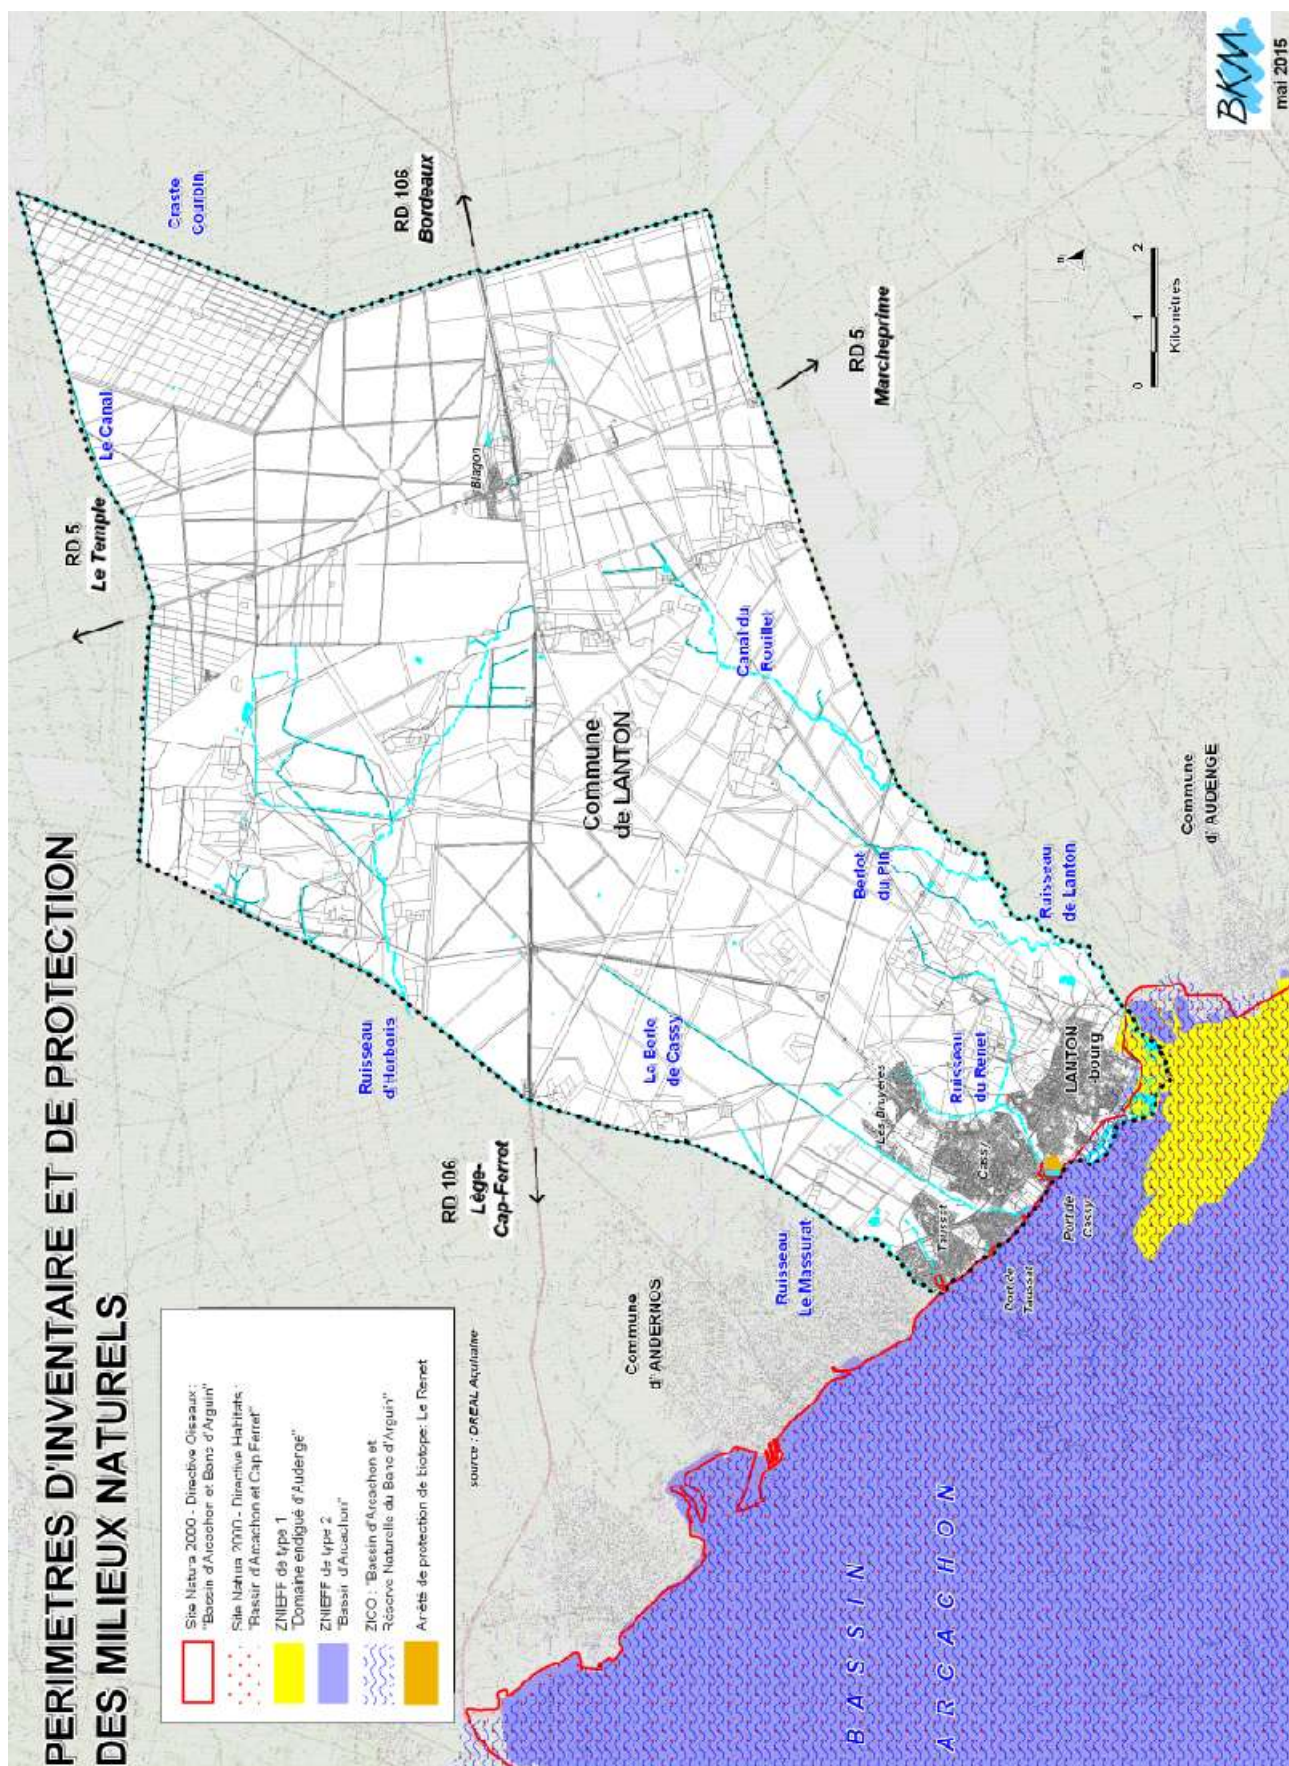 PERIMETRES D'INVENTAIRE ET DE PROTECTION
DES MILIEUX NATURELS
Site Natura 2000 - Directive Oiseaux :
"Bassin d'Arcachon et Banc d'Arguin"
Site Natura 2000 - Directive Habitats :
"Bassin d'Arcachon et Cap Ferret"
ZNIEFF de type 1
"Domaine endigué d'Audenge"
ZNIEFF de type 2
"Bassin d'Arcachon"
ZICO : "Bassin d'Arcachon et
Réserve Naturelle du Banc d'Arguin"
Arrêté de protection de biotope: Le Renet
source : DREAL Aquitaine
RD 5
Le Temple
Le Canal
Craste
Courbin
RD 106
Bordeaux
Blagon
RD 5
Marcheprime
Ruisseau
d'Horbaris
Commune
de LANTON
Canal du
Rouillet
RD 106
Lège-
Cap-Ferret
La Berle
de Cassy
Berlot
du Pin
Ruisseau
de Lanton
Commune
d'AUDENGE
Les Bruyères
Ruisseau
du Renet
LANTON
bourg
Cassy
Taussat
Ruisseau
Le Massurat
Port de
Cassy
Port de
Taussat
Commune
d'ANDERNOS
BASSIN
ARCACHON
n
0 1 2
Kilomètres
BKM
mai 2015